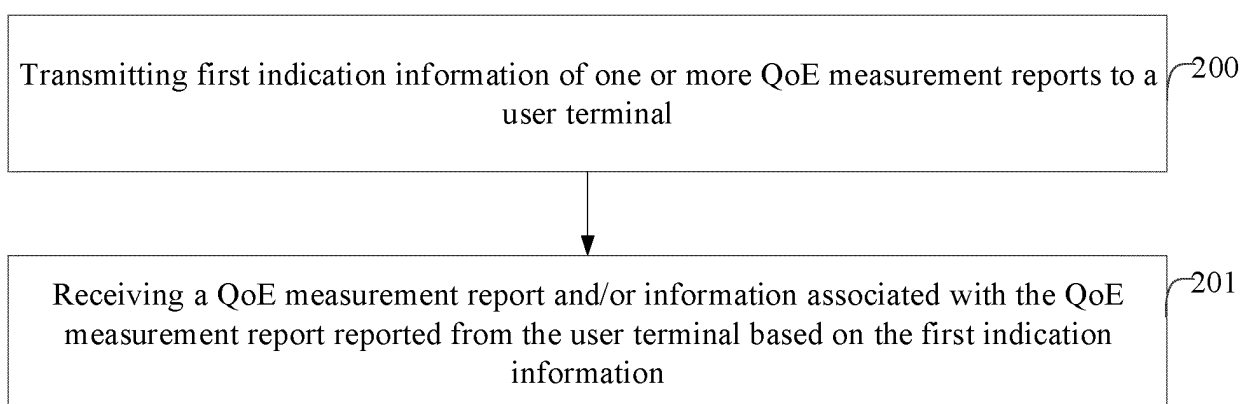 Transmitting first indication information of one or more QoE measurement reports to a
user terminal
200
Receiving a QoE measurement report and/or information associated with the QoE
measurement report reported from the user terminal based on the first indication
information
201